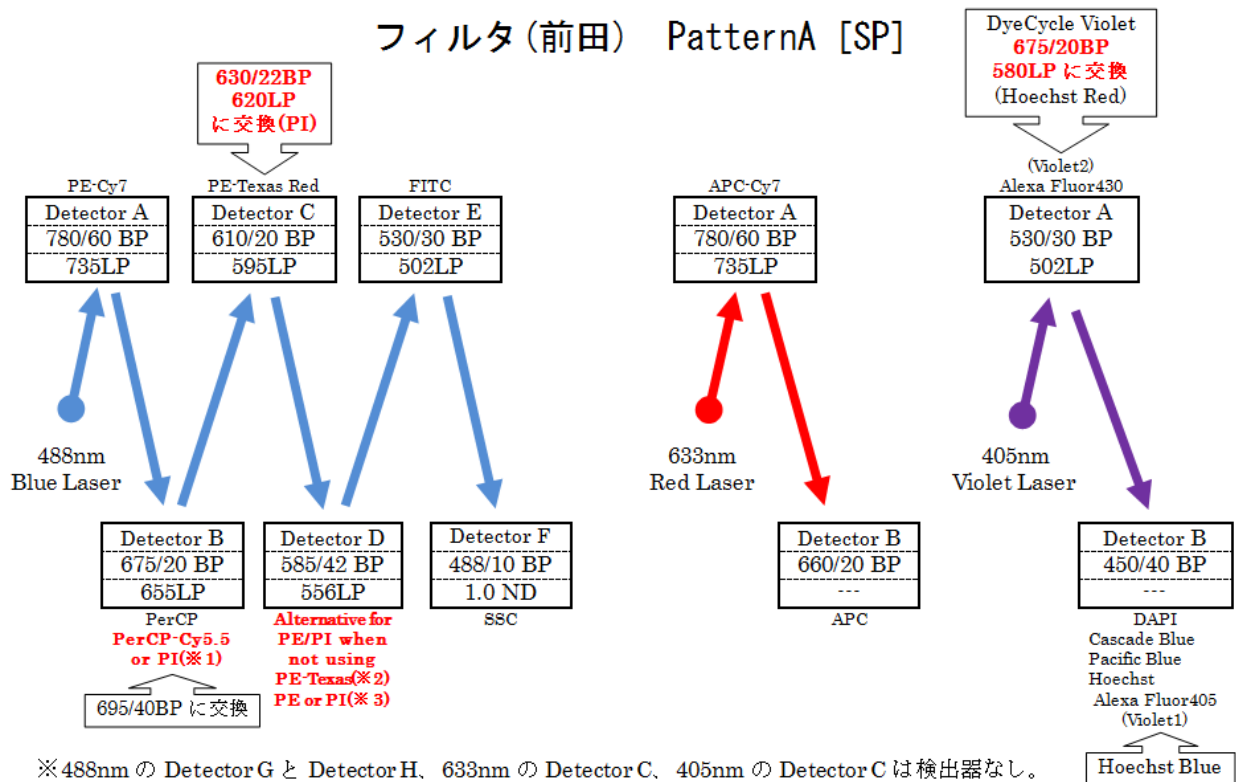 フィルタ(前田) PatternA [SP]
DyeCycle Violet
675/20BP
580LP に交換
(Hoechst Red)
630/22BP
620LP
に交換(PI)
PE-Cy7
Detector A
780/60 BP
735LP
PE-Texas Red
Detector C
610/20 BP
595LP
FITC
Detector E
530/30 BP
502LP
APC-Cy7
Detector A
780/60 BP
735LP
(Violet2)
Alexa Fluor430
Detector A
530/30 BP
502LP
488nm
Blue Laser
633nm
Red Laser
405nm
Violet Laser
Detector B
675/20 BP
655LP
PerCP
PerCP-Cy5.5
or PI(※1)
695/40BP に交換
Detector D
585/42 BP
556LP
Alternative for
PE/PI when
not using
PE-Texas(※2)
PE or PI(※3)
Detector F
488/10 BP
1.0 ND
SSC
Detector B
660/20 BP
---
APC
Detector B
450/40 BP
---
DAPI
Cascade Blue
Pacific Blue
Hoechst
Alexa Fluor405
(Violet1)
Hoechst Blue
※488nm の Detector G と Detector H、633nm の Detector C、405nm の Detector C は検出器なし。